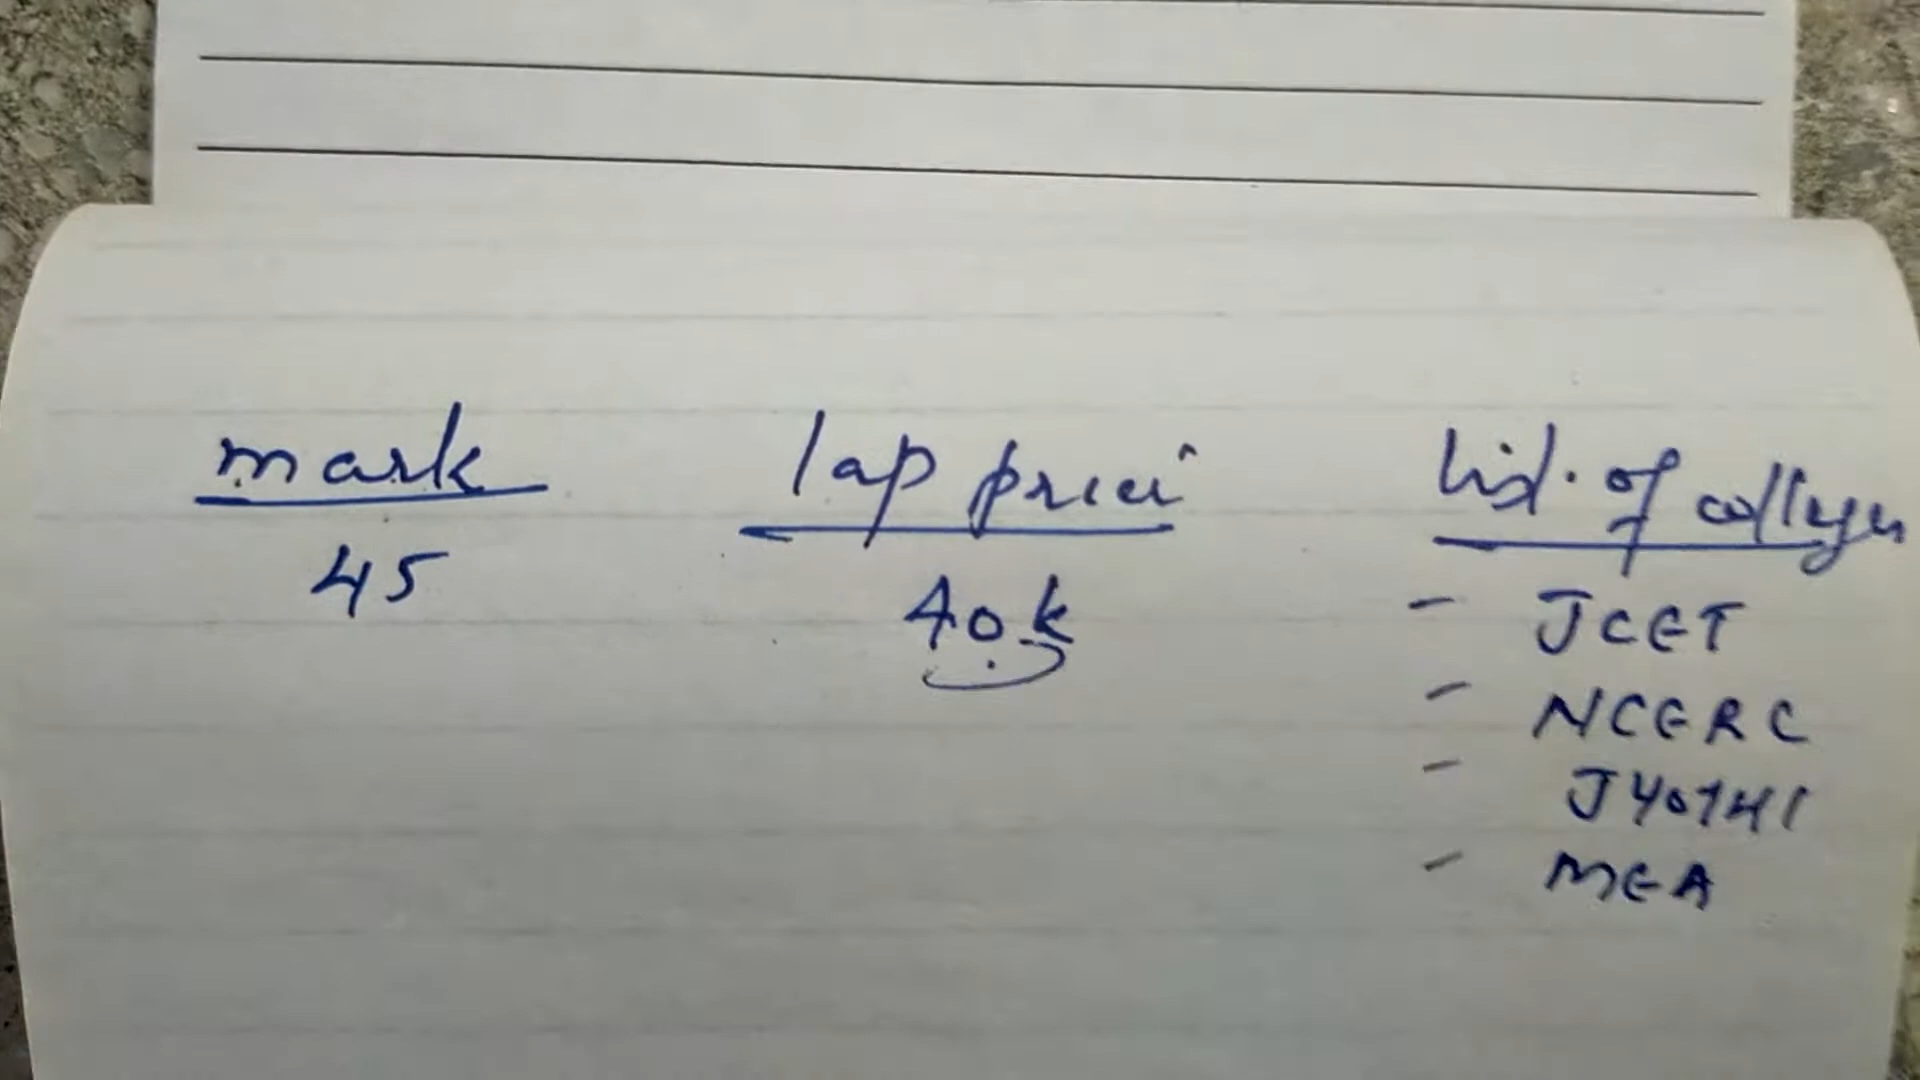 mark
45
lap price
40k
list of colleges
- JCET
- NCERC
- JYOTHI
- MEA